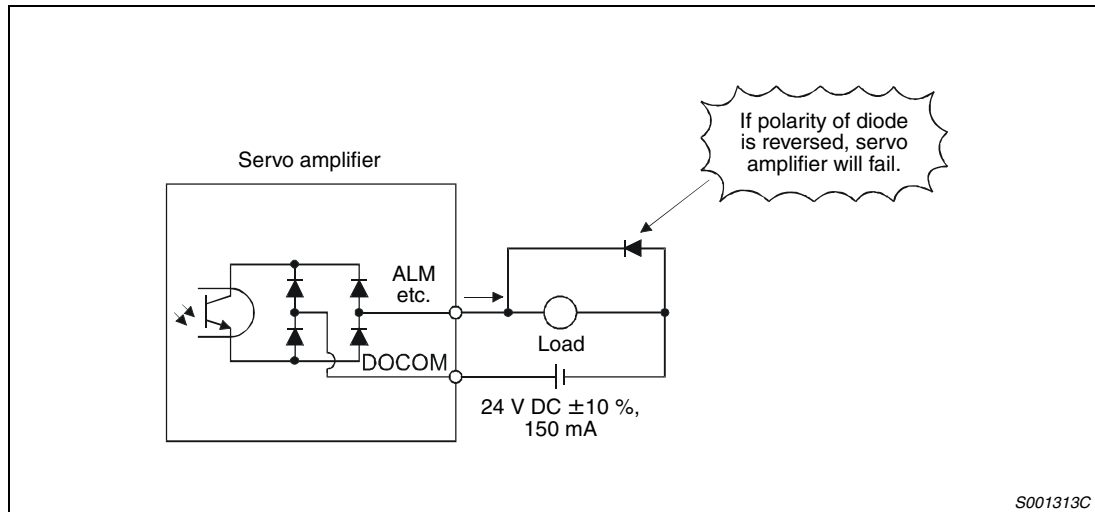 If polarity of diode
is reversed, servo
amplifier will fail.
Servo amplifier
ALM
etc.
Load
DOCOM
24 V DC ±10 %,
150 mA
S001313C